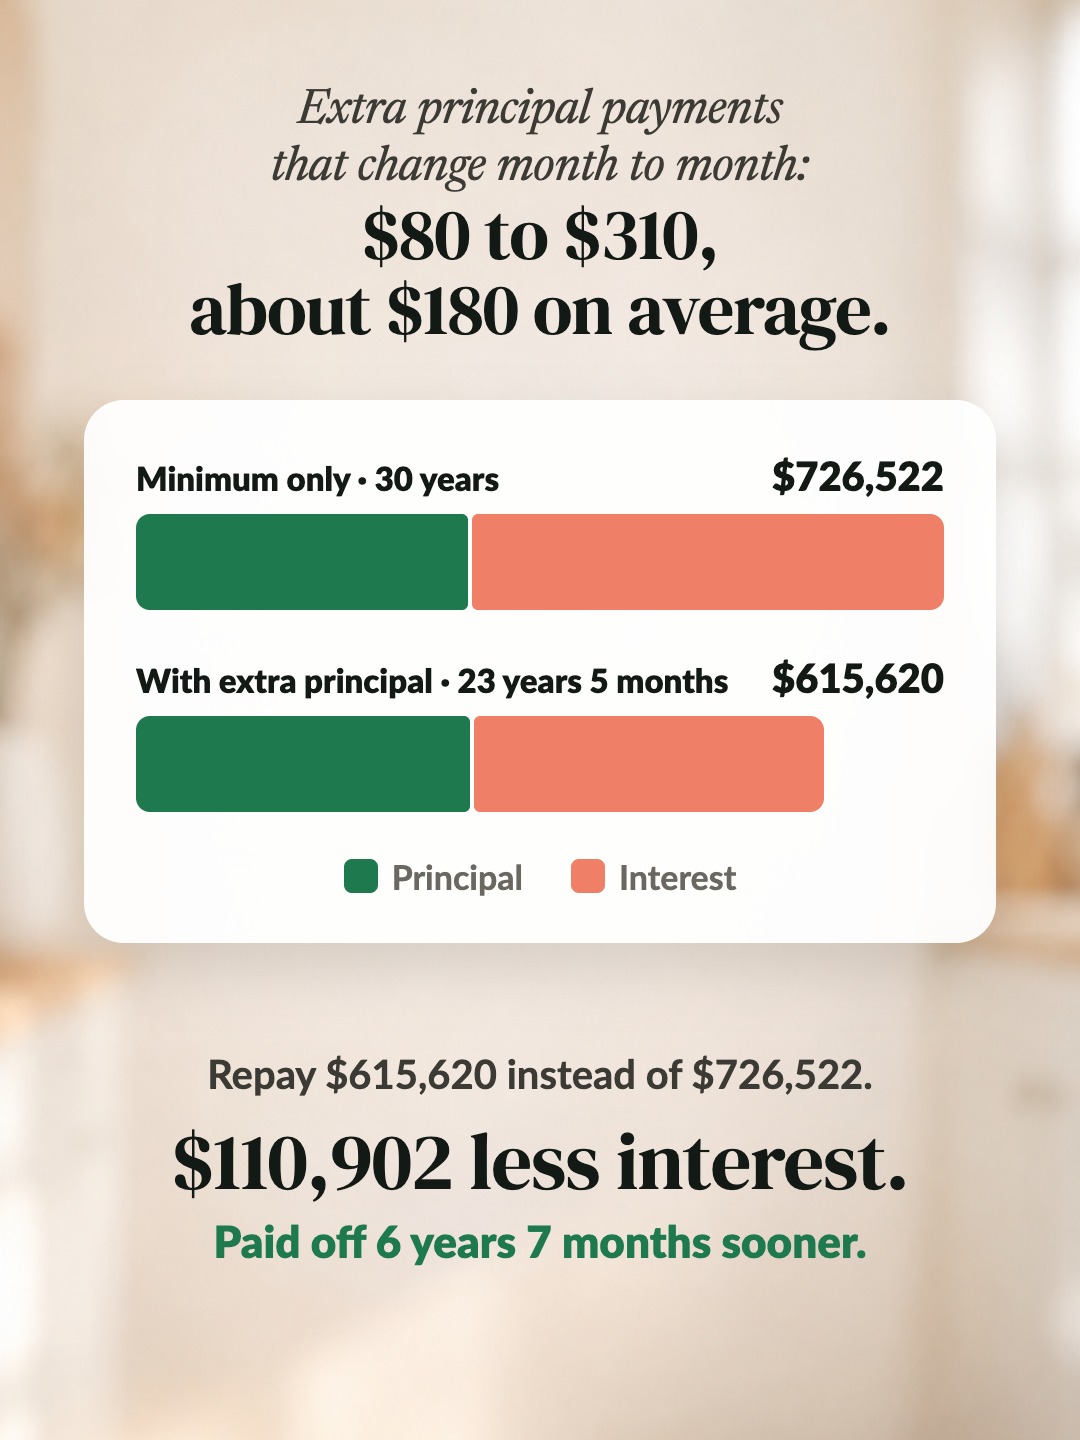 Extra principal payments
that change month to month:
$80 to $310,
about $180 on average.
Minimum only · 30 years $726,522
With extra principal · 23 years 5 months $615,620
Principal Interest
Repay $615,620 instead of $726,522.
$110,902 less interest.
Paid off 6 years 7 months sooner.